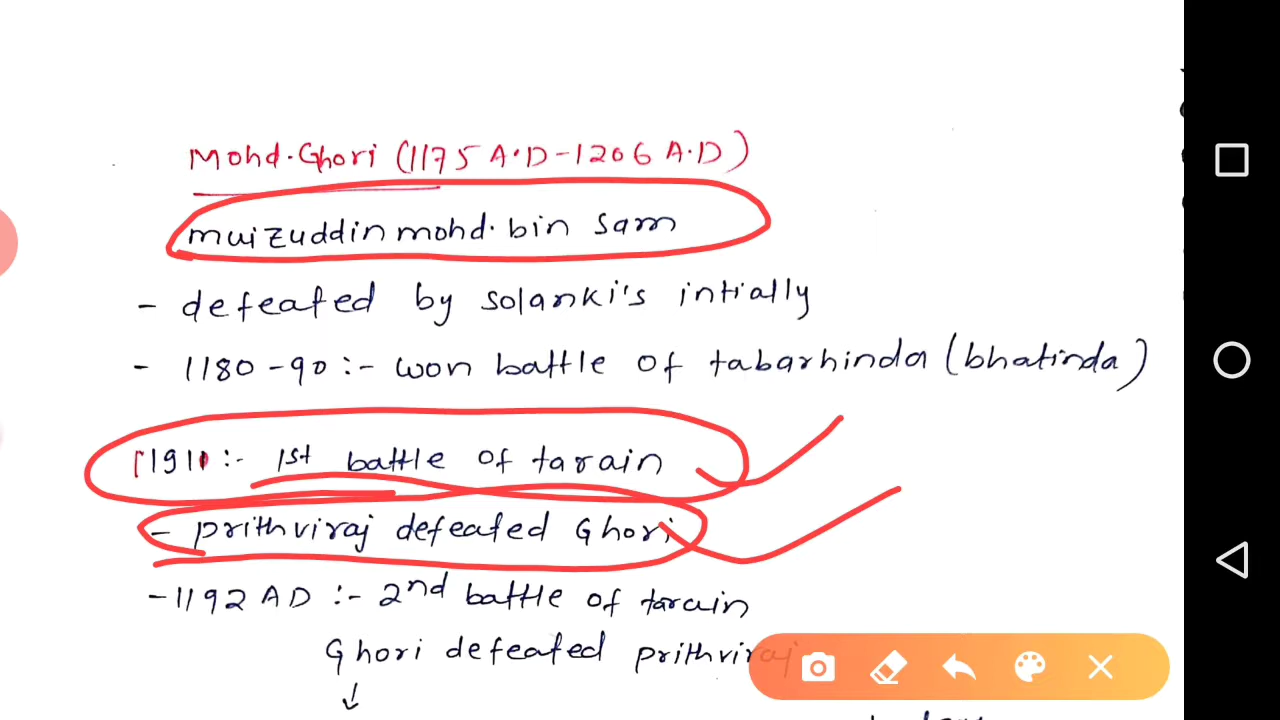 Mohd. Ghori (1175 A.D-1206 A.D)
muizuddin mohd. bin sam
- defeated by solanki's intially
- 1180-90 :- won battle of tabarhinda (bhatinda)
1191 :- 1st battle of tarain
- prithviraj defeated Ghori
- 1192 AD :- 2nd battle of tarain
Ghori defeated prithviraj